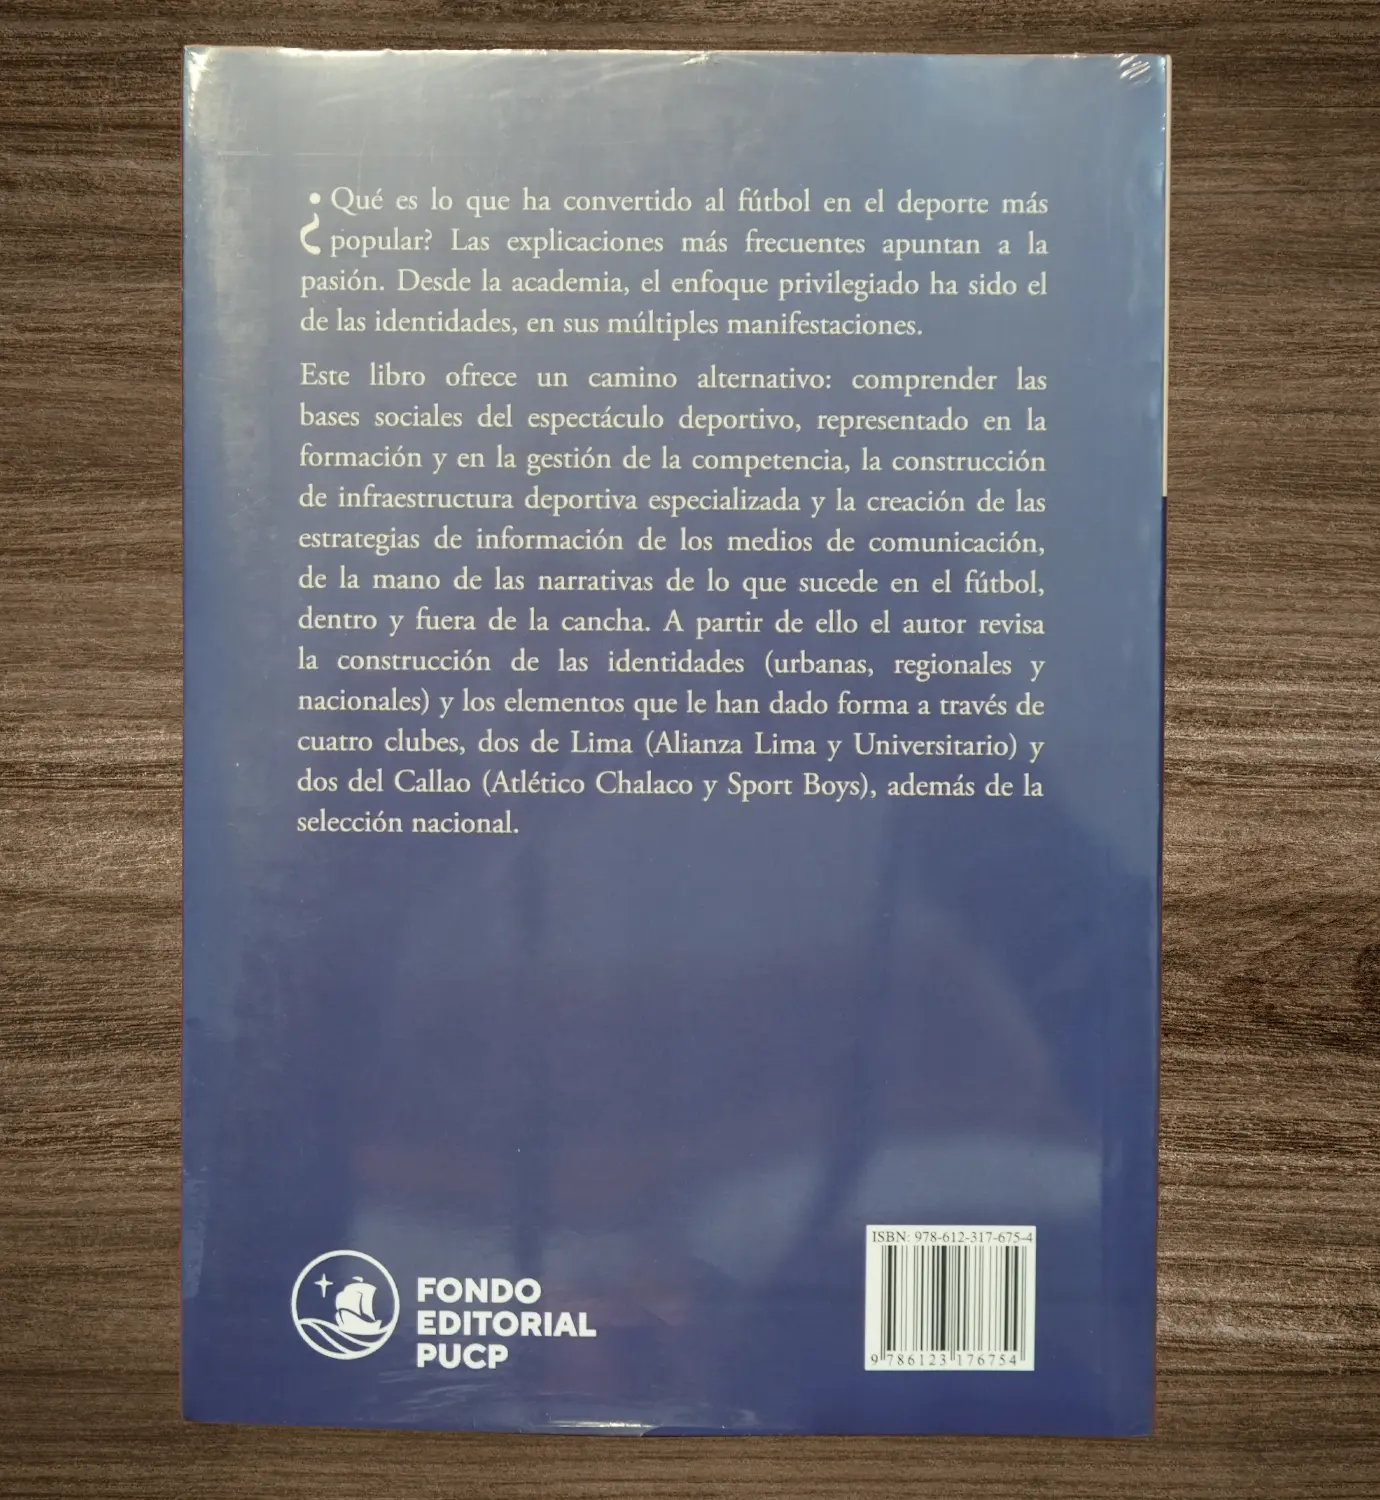 ¿Qué es lo que ha convertido al fútbol en el deporte más
popular? Las explicaciones más frecuentes apuntan a la
pasión. Desde la academia, el enfoque privilegiado ha sido el
de las identidades, en sus múltiples manifestaciones.
Este libro ofrece un camino alternativo: comprender las
bases sociales del espectáculo deportivo, representado en la
formación y en la gestión de la competencia, la construcción
de infraestructura deportiva especializada y la creación de las
estrategias de información de los medios de comunicación,
de la mano de las narrativas de lo que sucede en el fútbol,
dentro y fuera de la cancha. A partir de ello el autor revisa
la construcción de las identidades (urbanas, regionales y
nacionales) y los elementos que le han dado forma a través de
cuatro clubes, dos de Lima (Alianza Lima y Universitario) y
dos del Callao (Atlético Chalaco y Sport Boys), además de la
selección nacional.
FONDO
EDITORIAL
PUCP
ISBN: 978-612-317-675-4
9 786123 176754